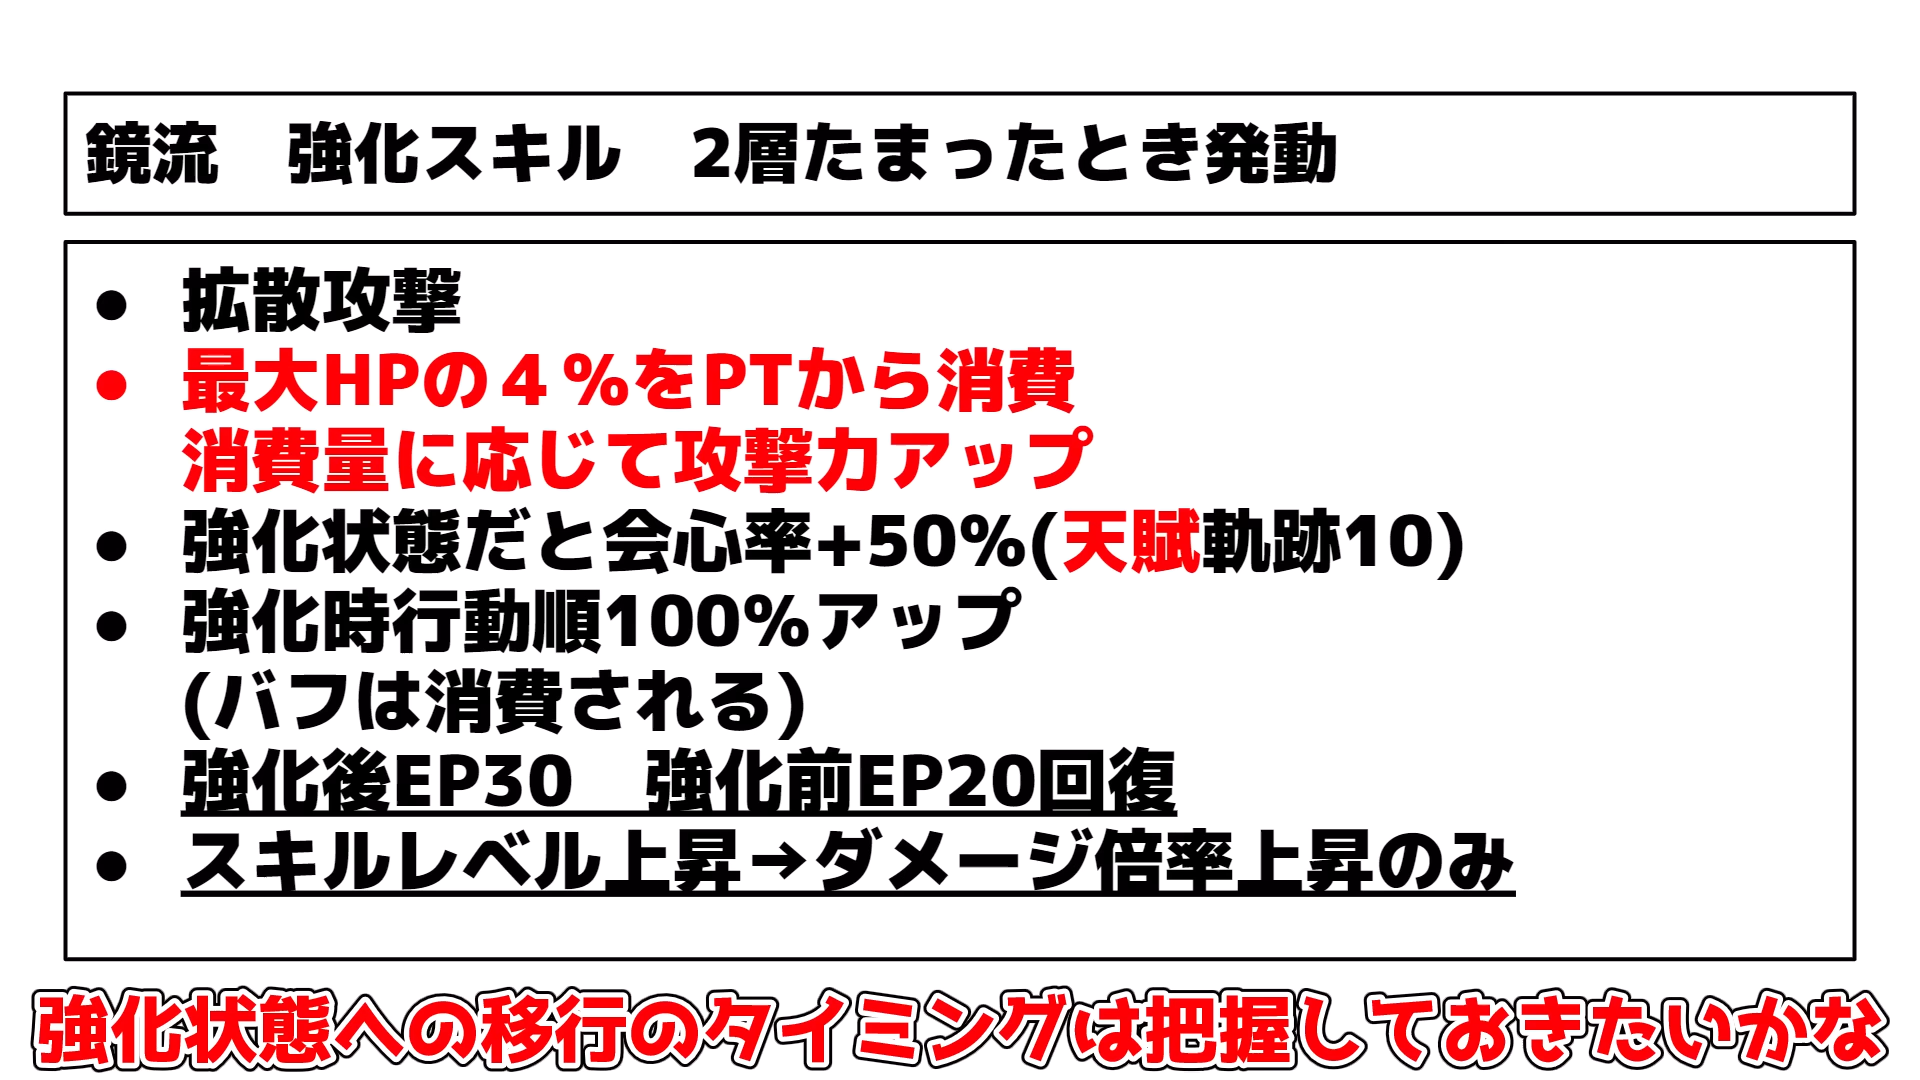 鏡流　強化スキル　2層たまったとき発動
● 拡散攻撃
● 最大HPの４％をPTから消費
消費量に応じて攻撃力アップ
● 強化状態だと会心率+50%(天賦軌跡10)
● 強化時行動順100%アップ
(バフは消費される)
● 強化後EP30　強化前EP20回復
● スキルレベル上昇→ダメージ倍率上昇のみ
強化状態への移行のタイミングは把握しておきたいかな